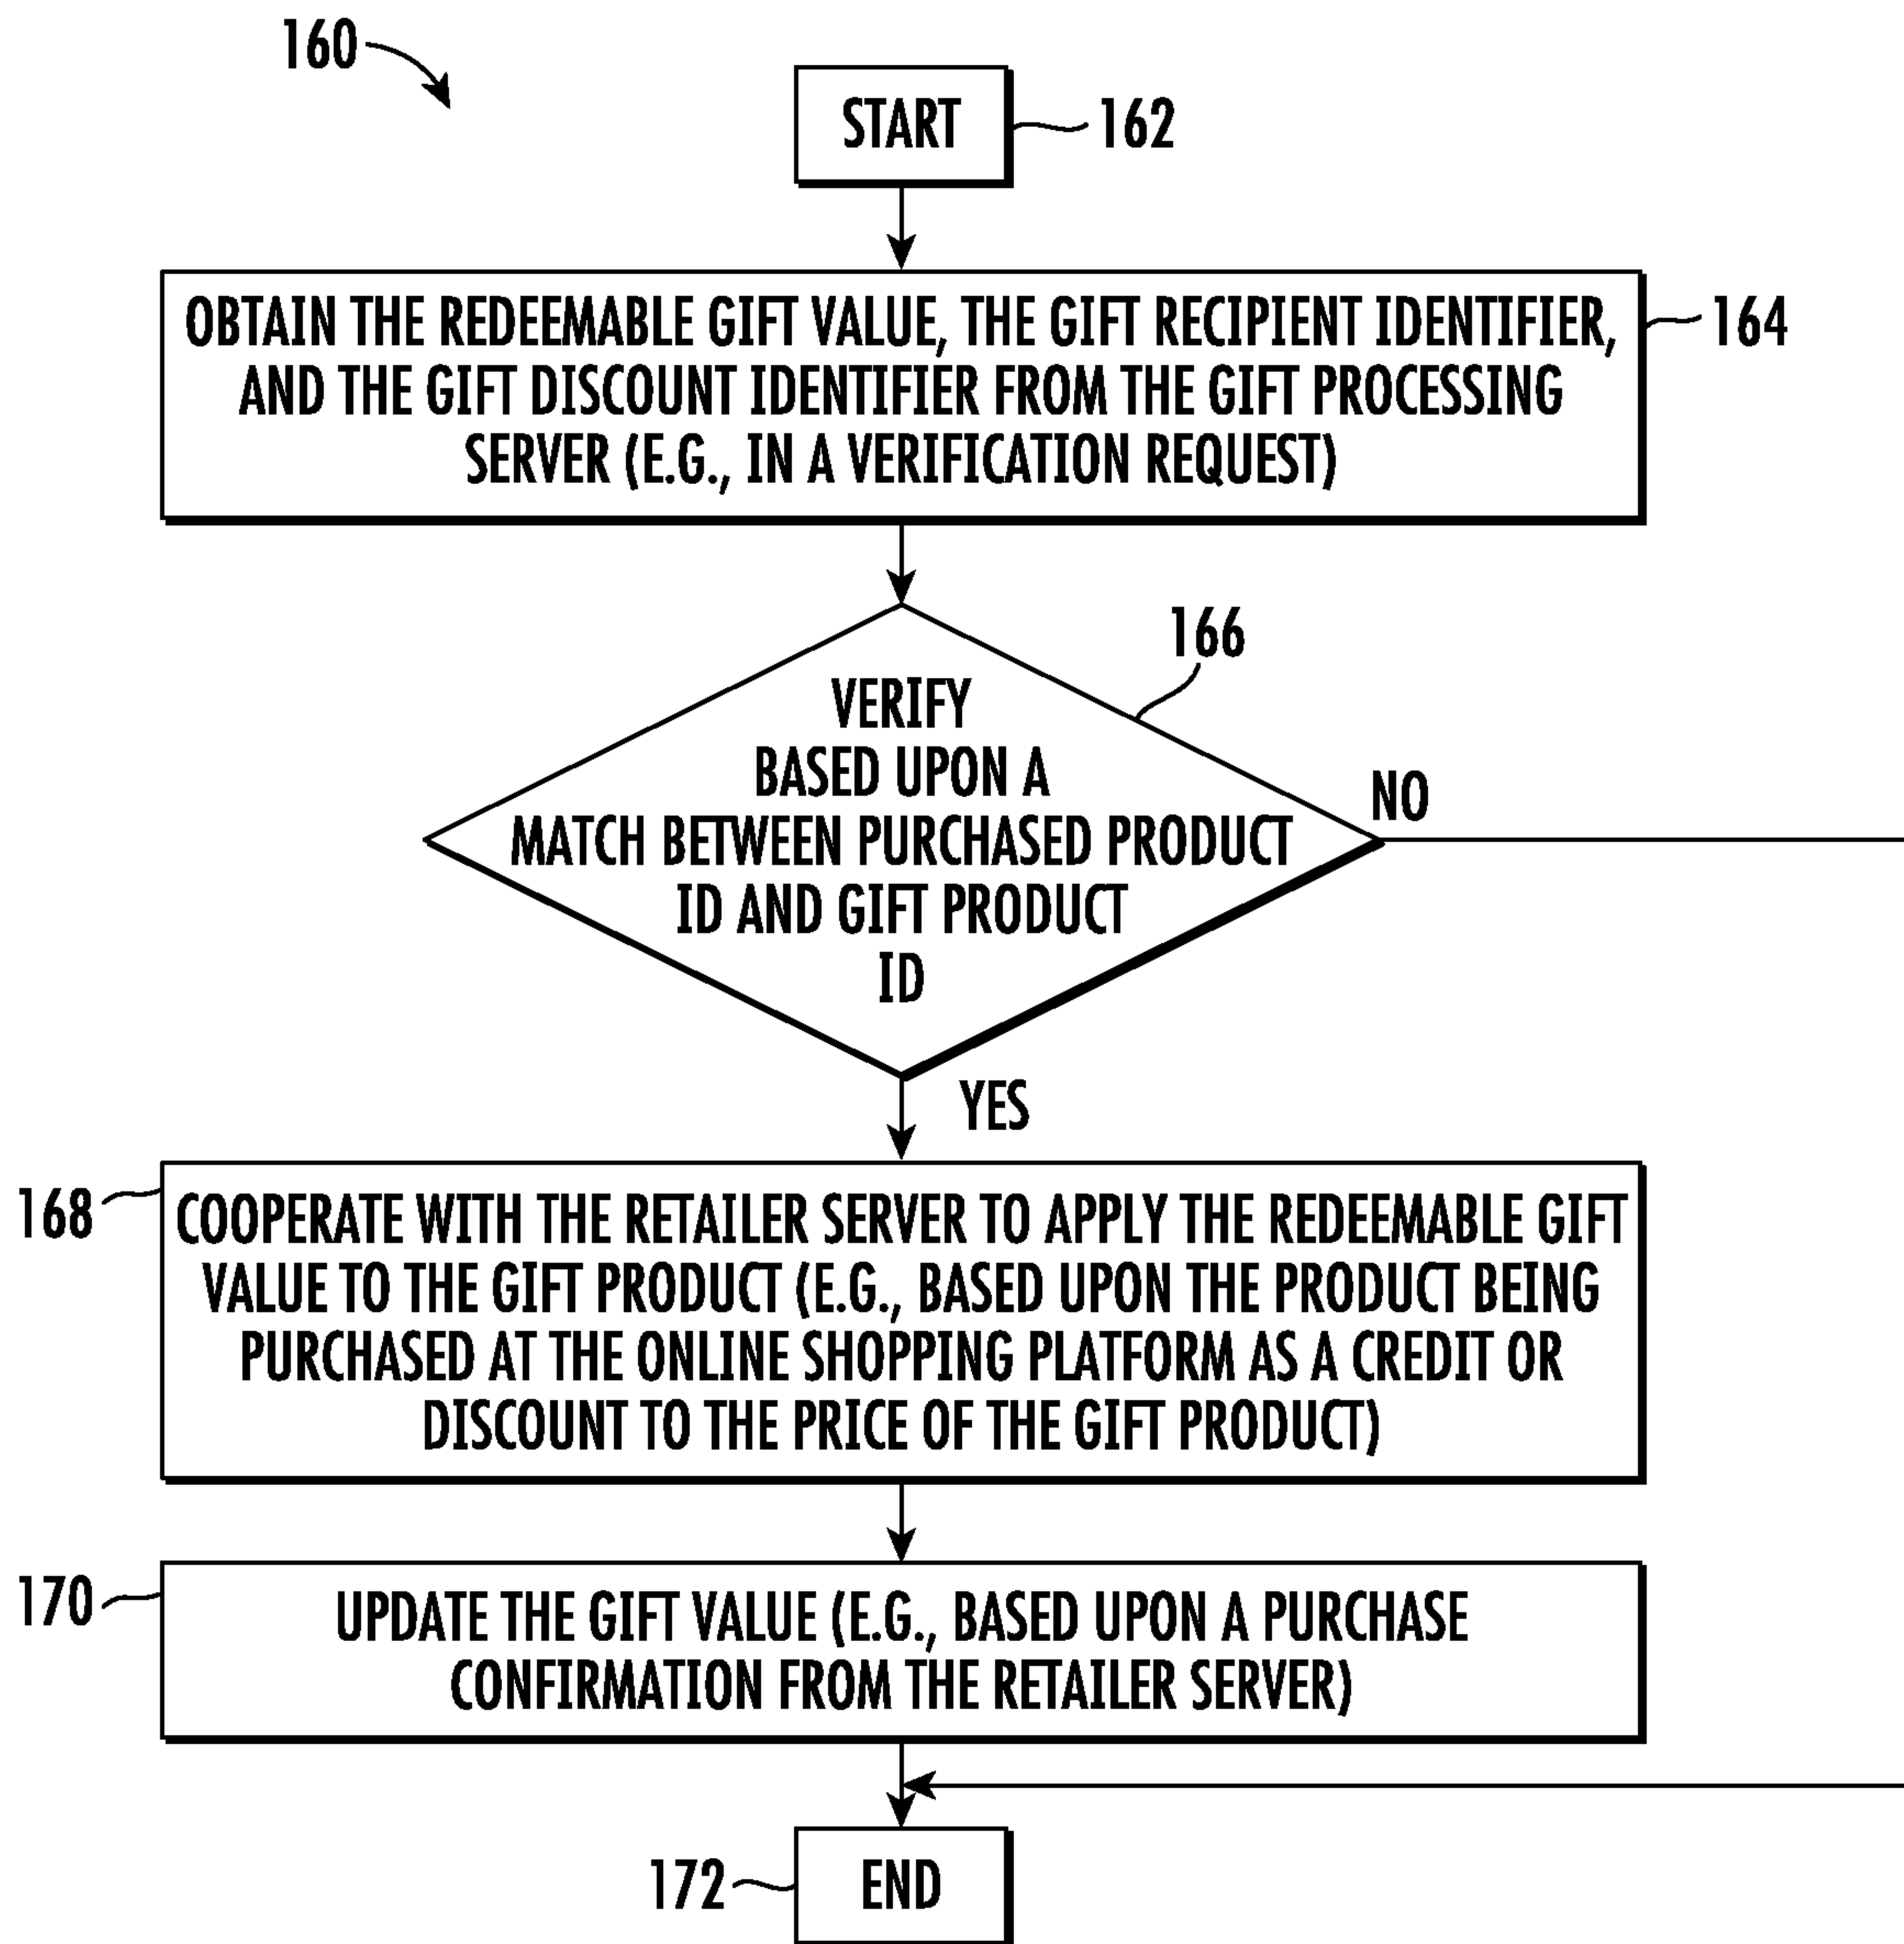 160
START
162
OBTAIN THE REDEEMABLE GIFT VALUE, THE GIFT RECIPIENT IDENTIFIER,
AND THE GIFT DISCOUNT IDENTIFIER FROM THE GIFT PROCESSING
SERVER (E.G., IN A VERIFICATION REQUEST)
164
166
VERIFY
BASED UPON A
MATCH BETWEEN PURCHASED PRODUCT
ID AND GIFT PRODUCT
ID
NO
YES
168
COOPERATE WITH THE RETAILER SERVER TO APPLY THE REDEEMABLE GIFT
VALUE TO THE GIFT PRODUCT (E.G., BASED UPON THE PRODUCT BEING
PURCHASED AT THE ONLINE SHOPPING PLATFORM AS A CREDIT OR
DISCOUNT TO THE PRICE OF THE GIFT PRODUCT)
170
UPDATE THE GIFT VALUE (E.G., BASED UPON A PURCHASE
CONFIRMATION FROM THE RETAILER SERVER)
172
END